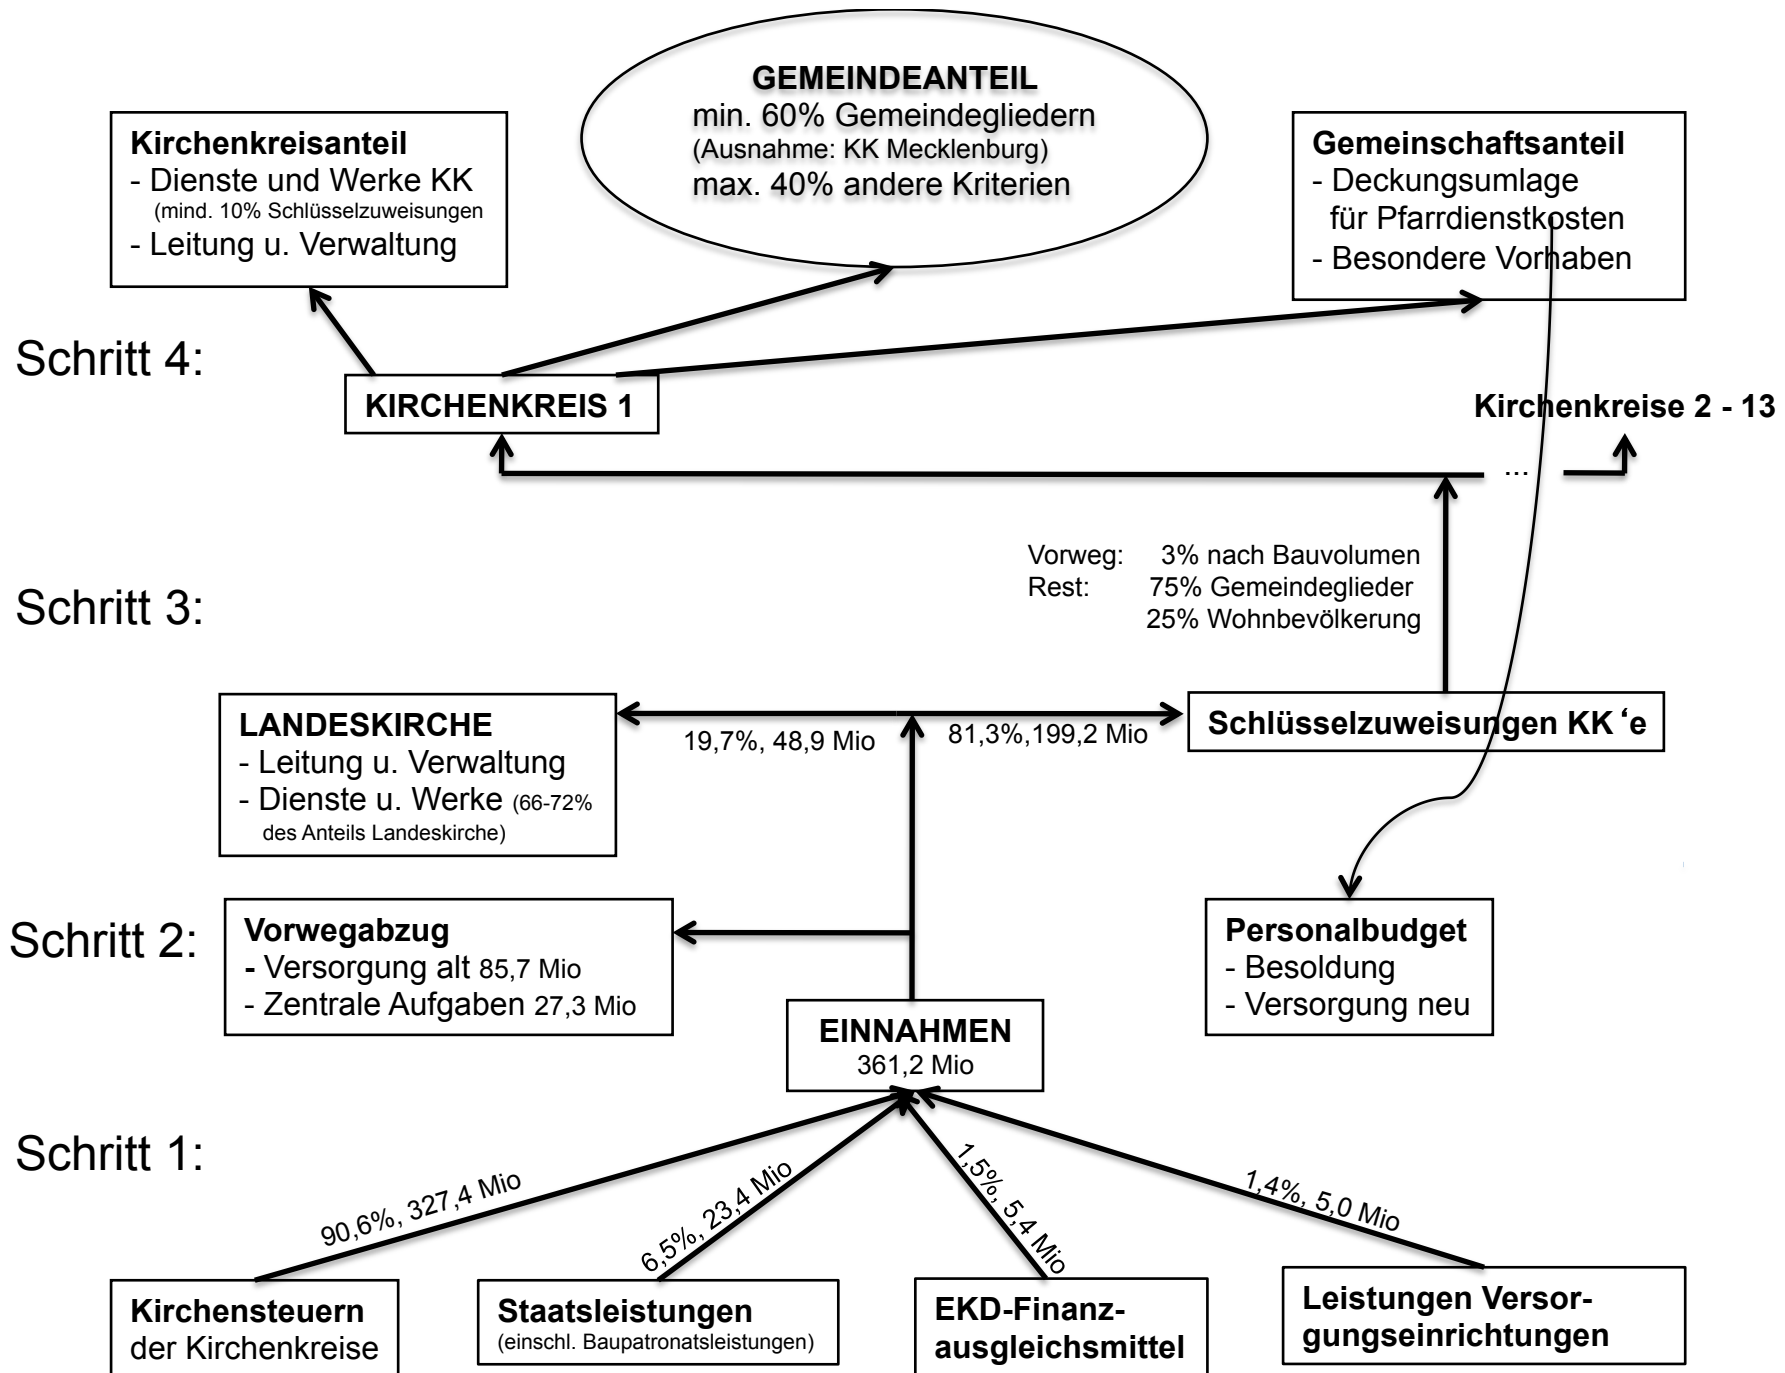 GEMEINDEANTEIL
min. 60% Gemeindegliedern
(Ausnahme: KK Mecklenburg)
max. 40% andere Kriterien
Kirchenkreisanteil
- Dienste und Werke KK
(mind. 10% Schlüsselzuweisungen
- Leitung u. Verwaltung
Gemeinschaftsanteil
- Deckungsumlage
für Pfarrdienstkosten
- Besondere Vorhaben
Schritt 4:
KIRCHENKREIS 1
Kirchenkreise 2 - 13
...
Vorweg: 3% nach Bauvolumen
Rest: 75% Gemeindeglieder
25% Wohnbevölkerung
Schritt 3:
LANDESKIRCHE
- Leitung u. Verwaltung
- Dienste u. Werke (66-72%
des Anteils Landeskirche)
19,7%, 48,9 Mio
81,3%,199,2 Mio
Schlüsselzuweisungen KK ‘e
Schritt 2:
Vorwegabzug
- Versorgung alt 85,7 Mio
- Zentrale Aufgaben 27,3 Mio
Personalbudget
- Besoldung
- Versorgung neu
EINNAHMEN
361,2 Mio
Schritt 1:
90,6%, 327,4 Mio
6,5%, 23,4 Mio
1,5%, 5,4 Mio
1,4%, 5,0 Mio
Kirchensteuern
der Kirchenkreise
Staatsleistungen
(einschl. Baupatronatsleistungen)
EKD-Finanz-
ausgleichsmittel
Leistungen Versor-
gungseinrichtungen